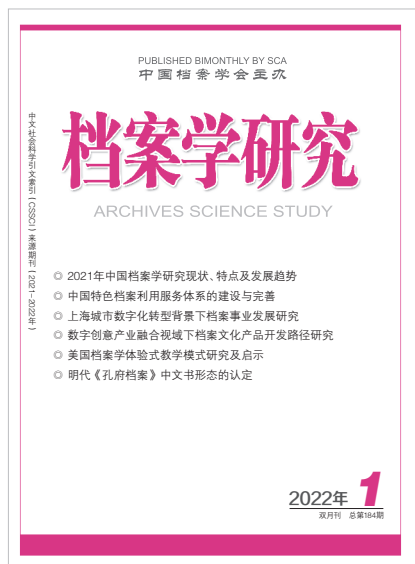 PUBLISHED BIMONTHLY BY SCA
中国档案学会主办
档案学研究
ARCHIVES SCIENCE STUDY
中文社会科学引文索引(CSSCI)来源期刊(2021-2022年)
◎ 2021年中国档案学研究现状、特点及发展趋势
◎ 中国特色档案利用服务体系的建设与完善
◎ 上海城市数字化转型背景下档案事业发展研究
◎ 数字创意产业融合视域下档案文化产品开发路径研究
◎ 美国档案学体验式教学模式研究及启示
◎ 明代《孔府档案》中文书形态的认定
2022年 1
双月刊 总第184期